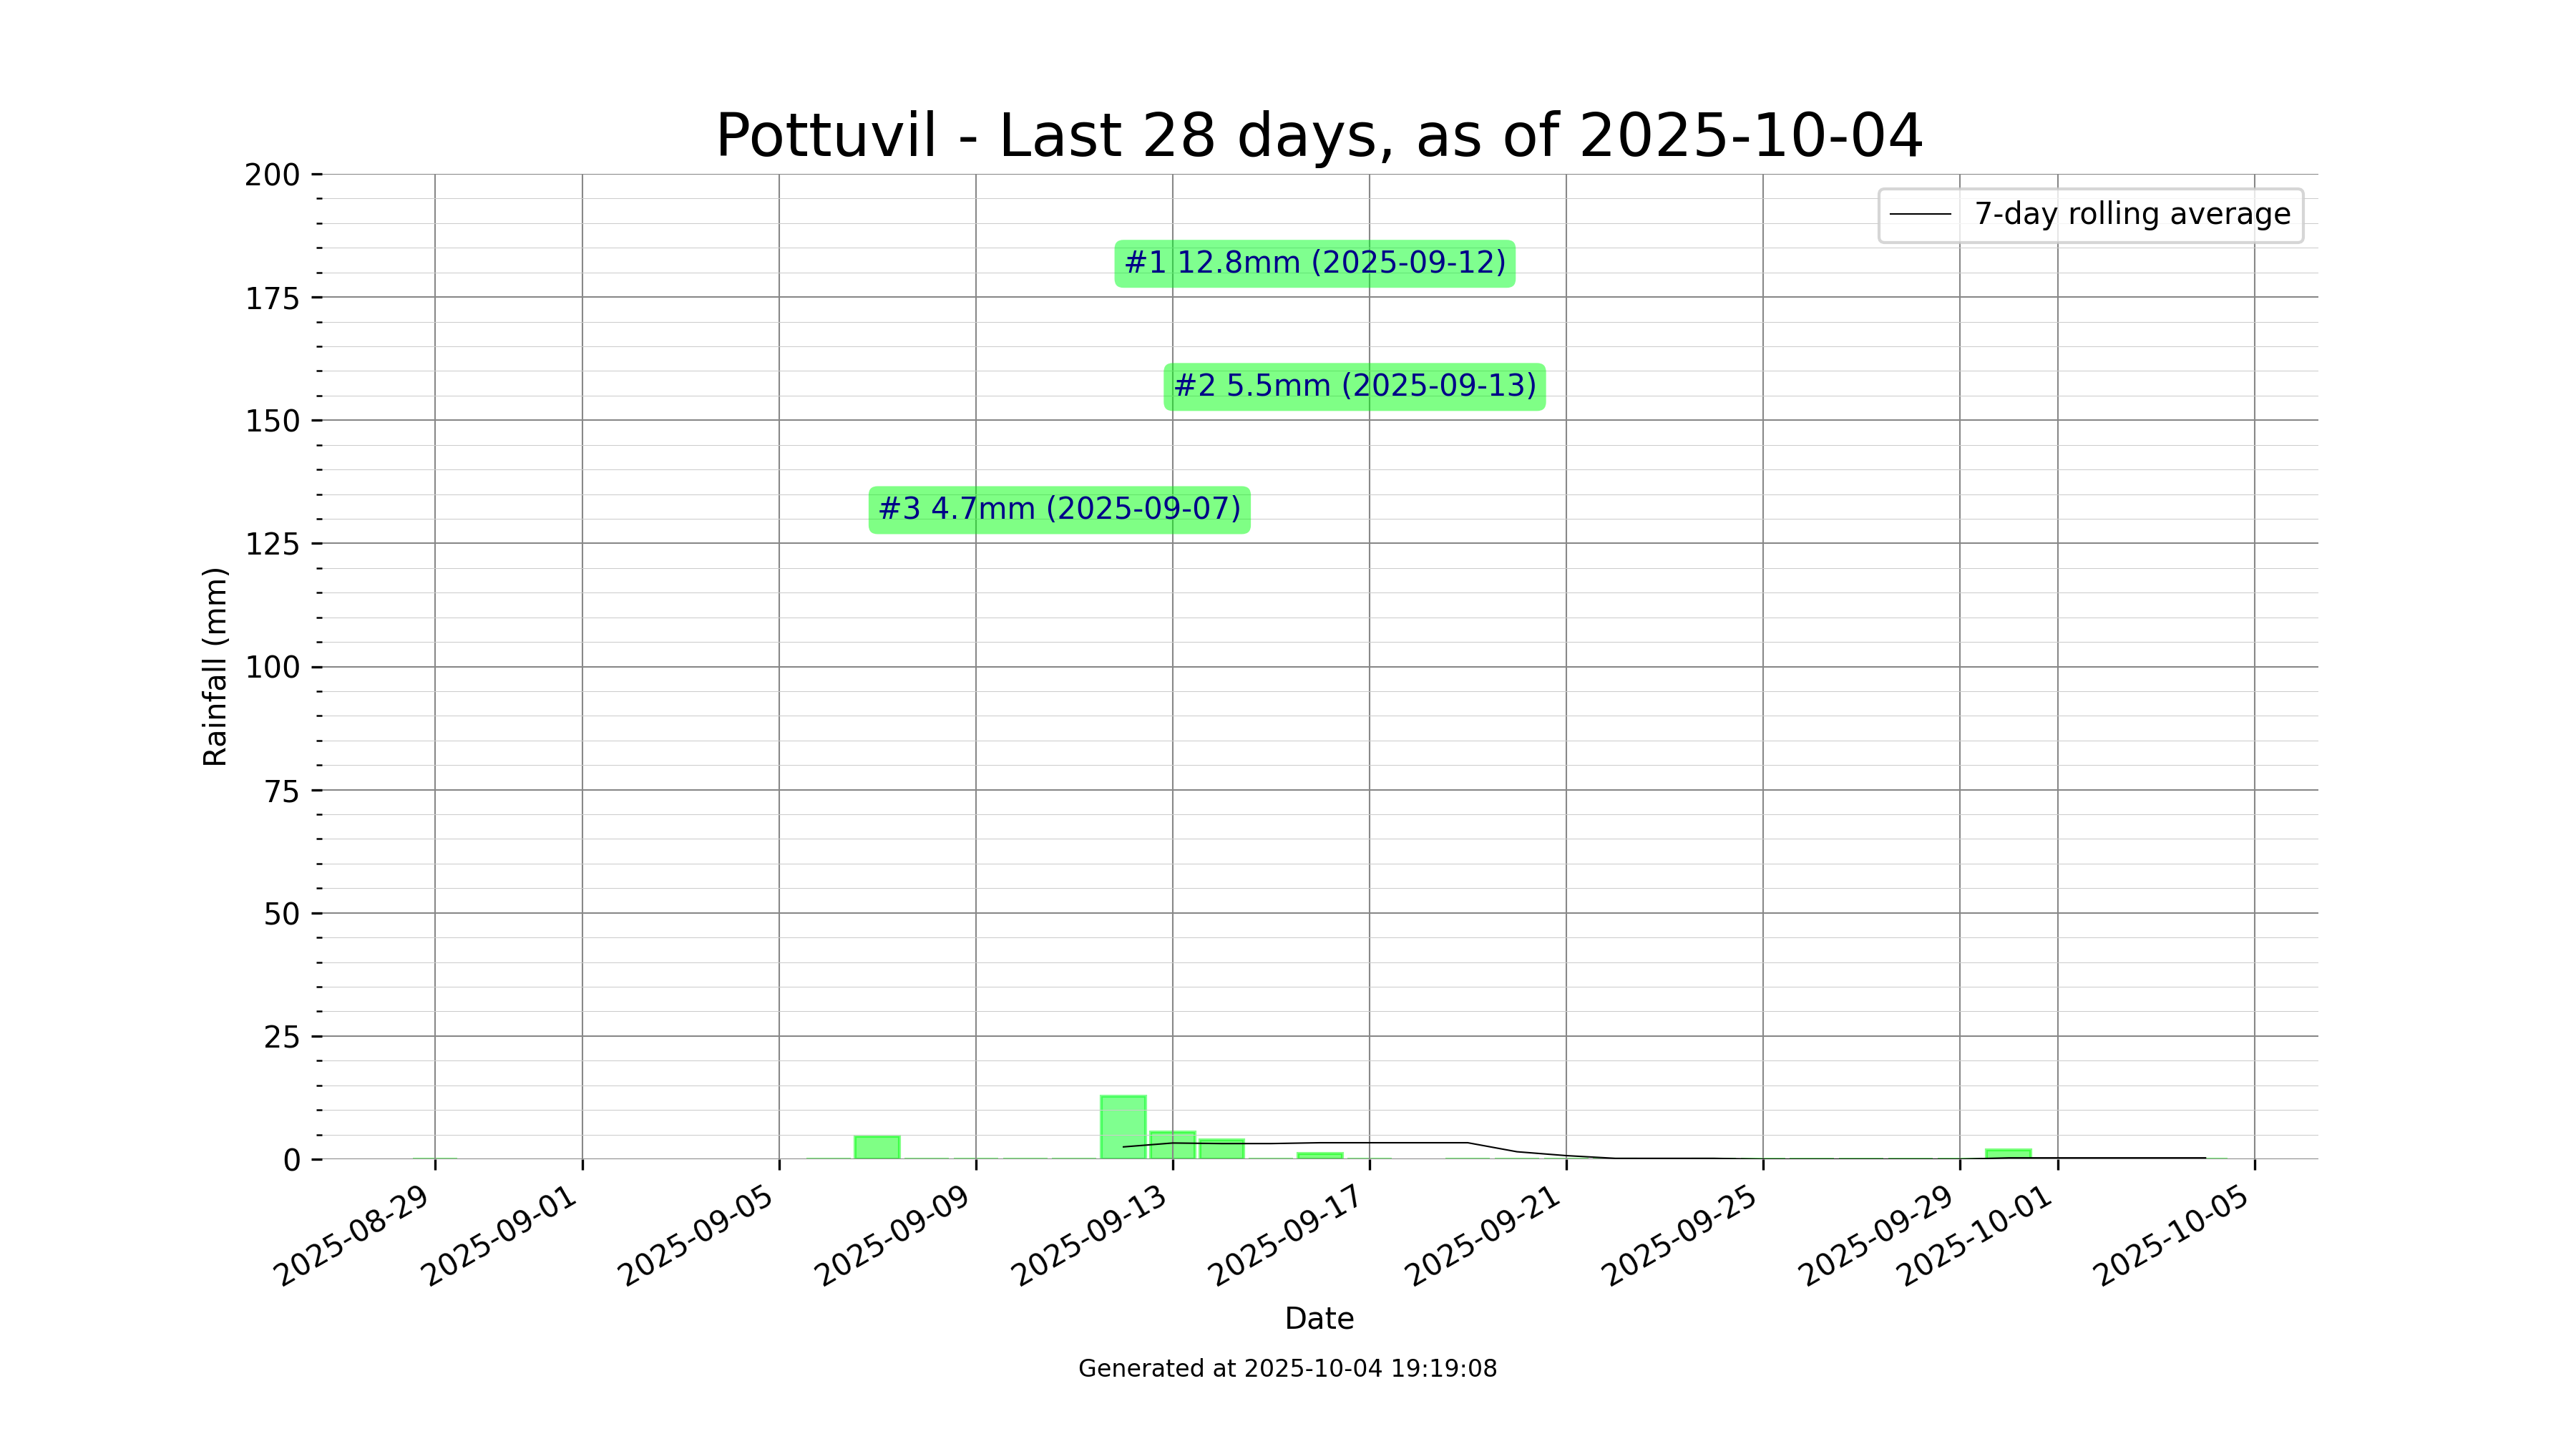 Pottuvil - Last 28 days, as of 2025-10-04
7-day rolling average
#1 12.8mm (2025-09-12)
#2 5.5mm (2025-09-13)
#3 4.7mm (2025-09-07)
Rainfall (mm)
200
175
150
125
100
75
50
25
0
2025-08-29
2025-09-01
2025-09-05
2025-09-09
2025-09-13
2025-09-17
2025-09-21
2025-09-25
2025-09-29
2025-10-01
2025-10-05
Date
Generated at 2025-10-04 19:19:08